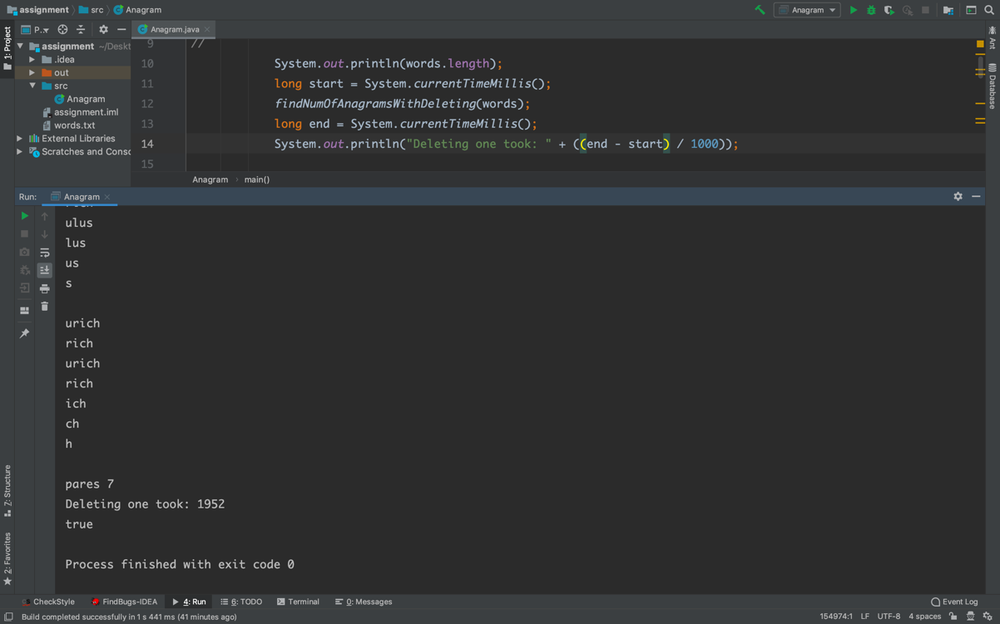 assignment › src › Anagram
Anagram
1: Project
P..
Anagram.java
assignment ~/Deskt
.idea
out
src
Anagram
assignment.iml
words.txt
External Libraries
Scratches and Consc
9 //
10 System.out.println(words.length);
11 long start = System.currentTimeMillis();
12 findNumOfAnagramsWithDeleting(words);
13 long end = System.currentTimeMillis();
14 System.out.println("Deleting one took: " + ((end - start) / 1000));
15
Anagram › main()
Ant
Database
Run: Anagram
ulus
lus
us
s
urich
rich
urich
rich
ich
ch
h
pares 7
Deleting one took: 1952
true
Process finished with exit code 0
Z: Structure
2: Favorites
CheckStyle FindBugs-IDEA 4: Run 6: TODO Terminal 0: Messages Event Log
Build completed successfully in 1 s 441 ms (41 minutes ago) 154974:1 LF UTF-8 4 spaces